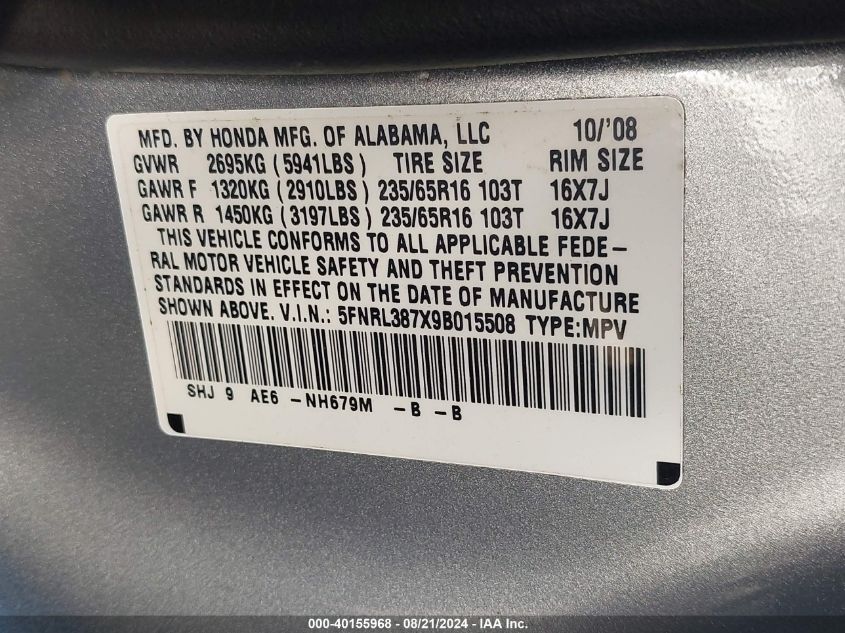 MFD. BY HONDA MFG. OF ALABAMA, LLC 10/'08
GVWR 2695KG (5941LBS) TIRE SIZE RIM SIZE
GAWR F 1320KG (2910LBS) 235/65R16 103T 16X7J
GAWR R 1450KG (3197LBS) 235/65R16 103T 16X7J
THIS VEHICLE CONFORMS TO ALL APPLICABLE FEDE-
RAL MOTOR VEHICLE SAFETY AND THEFT PREVENTION
STANDARDS IN EFFECT ON THE DATE OF MANUFACTURE
SHOWN ABOVE. V.I.N.: 5FNRL387X9B015508 TYPE:MPV
SHJ 9 AE6 -NH679M -B -B
000-40155968 - 08/21/2024 - IAA Inc.